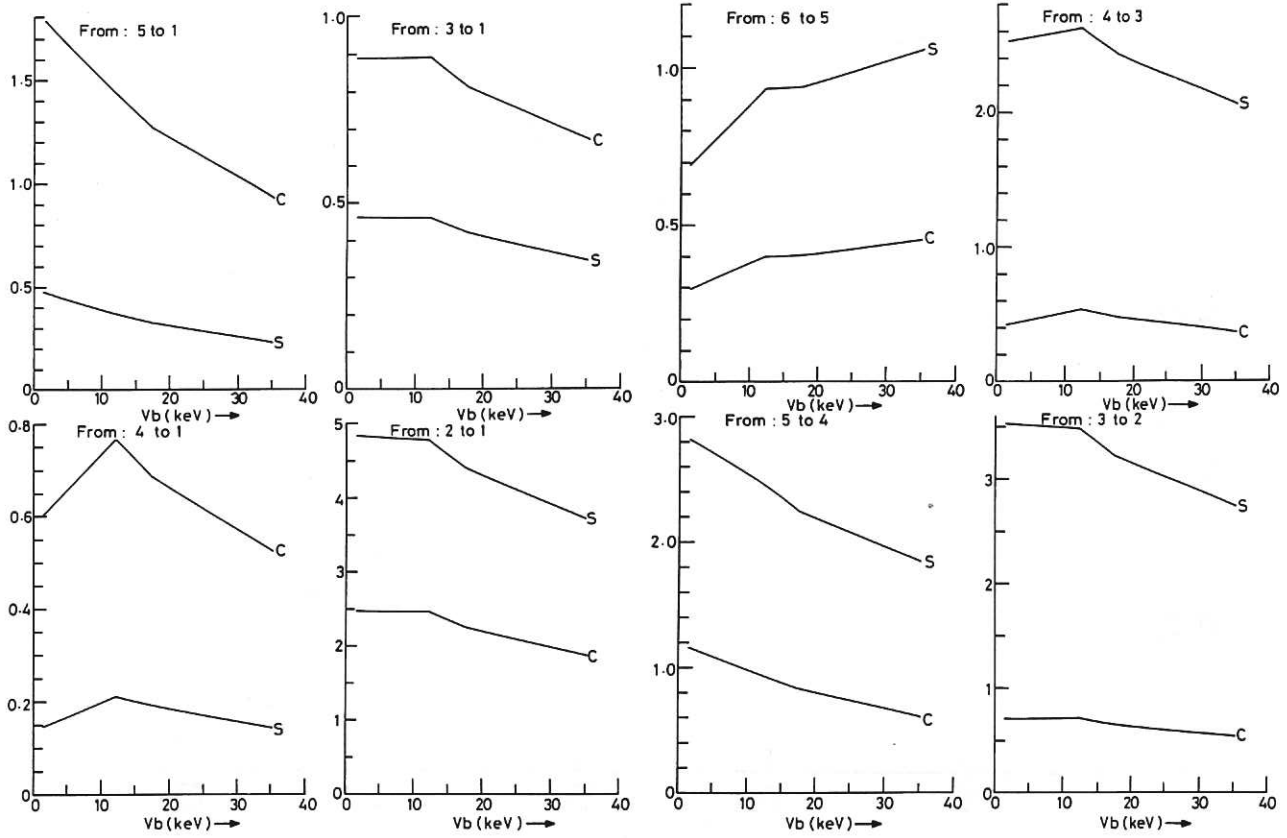 From : 5 to 1
1.5
1.0
0.5
0
C
S
0 10 20 30 40
Vb (keV) →
From : 3 to 1
1.0
0.5
0
C
S
0 10 20 30 40
Vb (keV) →
From : 6 to 5
1.0
0.5
0
S
C
0 10 20 30 40
Vb (keV) →
From : 4 to 3
2.0
1.0
0
S
C
0 10 20 30 40
Vb (keV) →
From : 4 to 1
0.8
0.6
0.4
0.2
0.0
C
S
0 10 20 30 40
Vb (keV) →
From : 2 to 1
5
4
3
2
1
0
S
C
0 10 20 30 40
Vb (keV) →
From : 5 to 4
3.0
2.0
1.0
0
S
C
0 10 20 30 40
Vb (keV) →
From : 3 to 2
3
2
1
0
S
C
0 10 20 30 40
Vb (keV) →